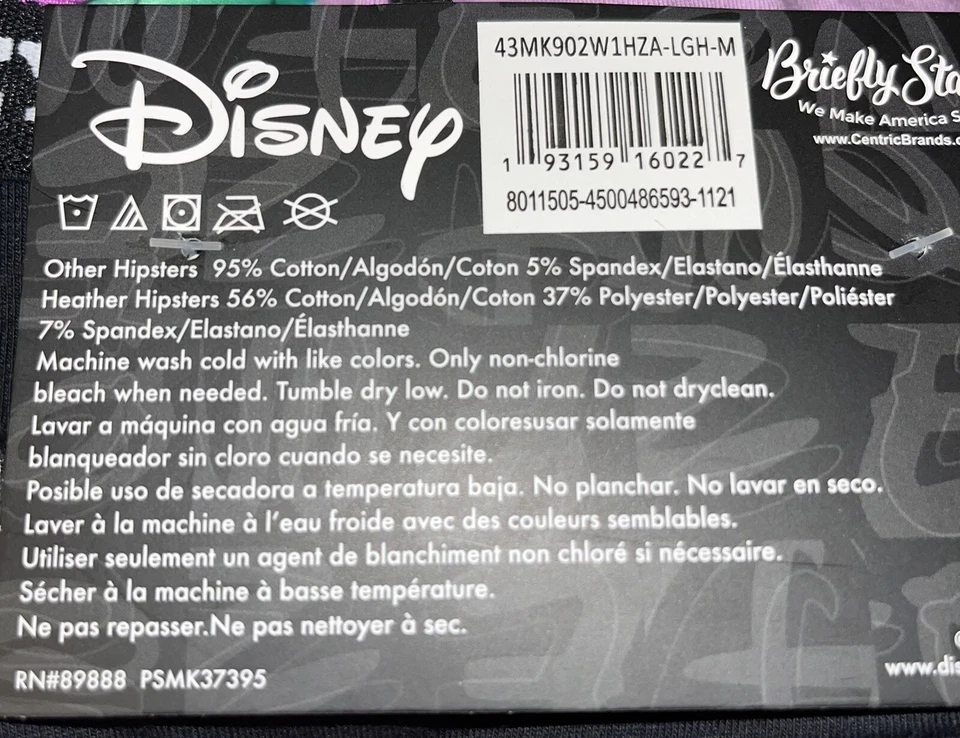 DISNEY
43MK902W1HZA-LGH-M
1 93159 16022 7
8011505-4500486593-1121
Briefly
We Make America
www.CentricBrands.
Other Hipsters 95% Cotton/Algodón/Coton 5% Spandex/Elastano/Élasthanne
Heather Hipsters 56% Cotton/Algodón/Coton 37% Polyester/Polyester/Poliéster
7% Spandex/Elastano/Élasthanne
Machine wash cold with like colors. Only non-chlorine
bleach when needed. Tumble dry low. Do not iron. Do not dryclean.
Lavar a máquina con agua fría. Y con coloresusar solamente
blanqueador sin cloro cuando se necesite.
Posible uso de secadora a temperatura baja. No planchar. No lavar en seco.
Laver à la machine à l'eau froide avec des couleurs semblables.
Utiliser seulement un agent de blanchiment non chloré si nécessaire.
Sécher à la machine à basse température.
Ne pas repasser.Ne pas nettoyer à sec.
RN#89888 PSMK37395
www.dis